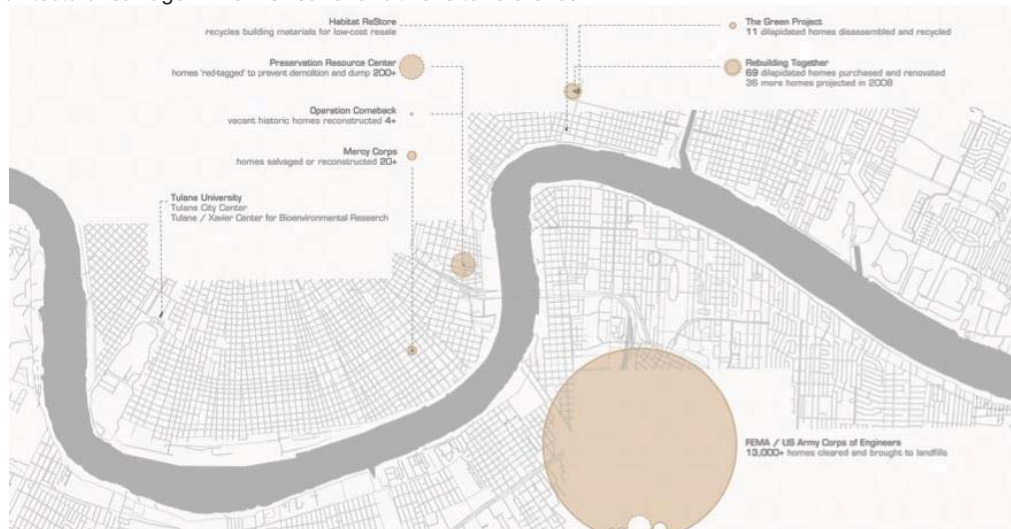 Habitat ReStore
recycles building materials for low-cost resale
Preservation Resource Center
homes 'red-tagged' to prevent demolition and dump 200+
Operation Comeback
vacant historic homes reconstructed 4+
Mercy Corps
homes salvaged or reconstructed 20+
Tulane University
Tulane City Center
Tulane / Xavier Center for Bioenvironmental Research
The Green Project
11 dilapidated homes disassembled and recycled
Rebuilding Together
69 dilapidated homes purchased and renovated
36 more homes projected in 2008
FEMA / US Army Corps of Engineers
13,000+ homes cleared and brought to landfills